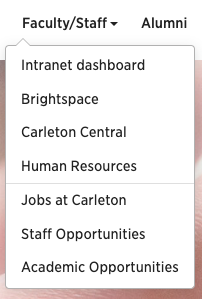 Faculty/Staff Alumni
Intranet dashboard
Brightspace
Carleton Central
Human Resources
Jobs at Carleton
Staff Opportunities
Academic Opportunities